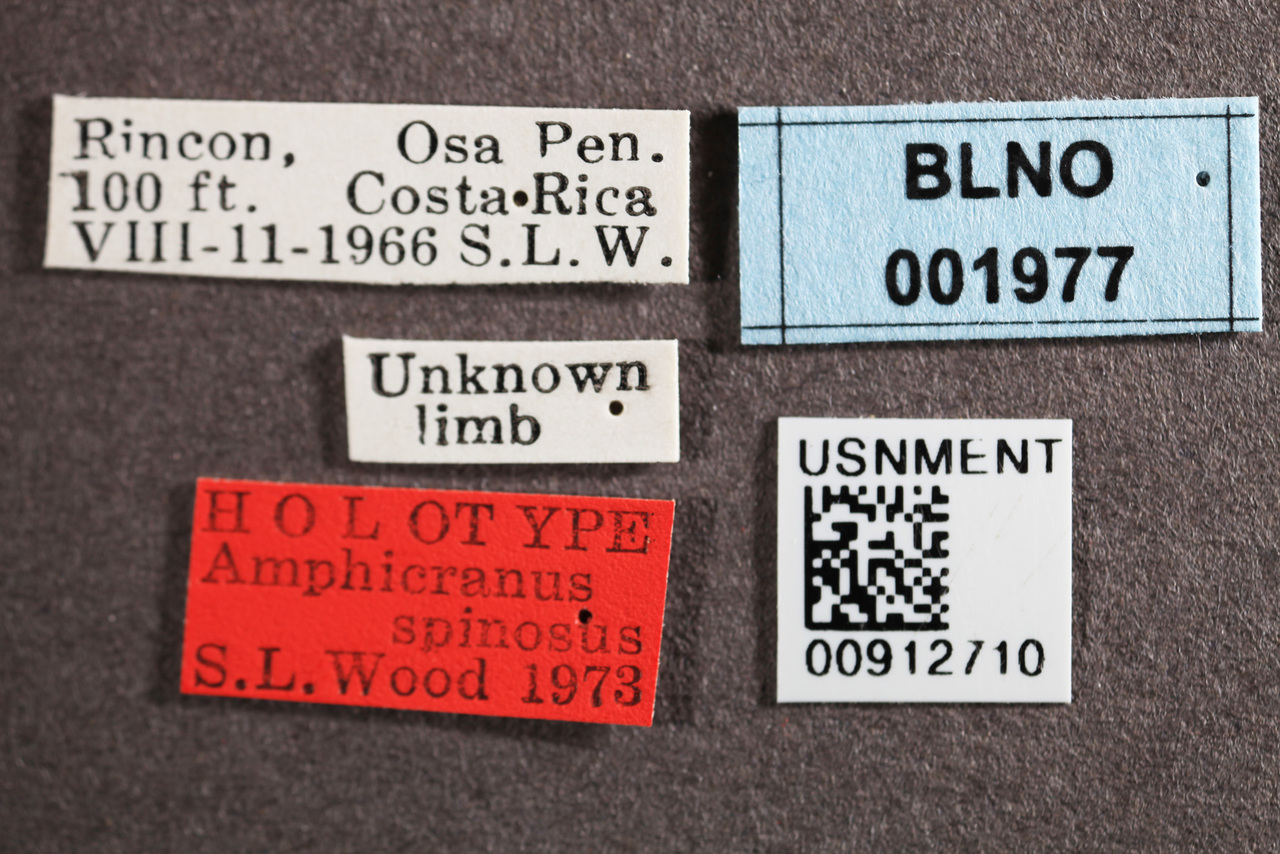 Rincon, Osa Pen.
100 ft. Costa Rica
VIII-11-1966 S.L.W.
BLNO
001977
Unknown
limb
HOLOTYPE
Amphicranus
spinosus
S.L. Wood 1973
USNMENT
00912710